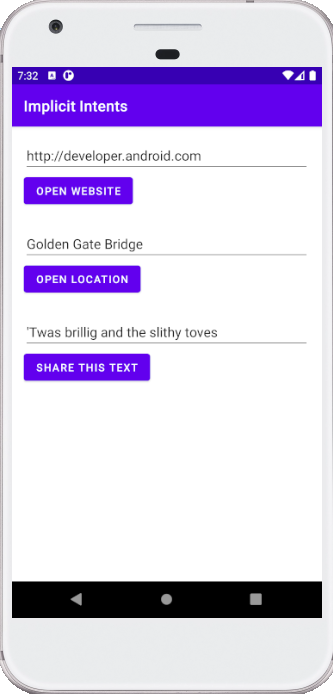 7:32
Implicit Intents
http://developer.android.com
OPEN WEBSITE
Golden Gate Bridge
OPEN LOCATION
'Twas brillig and the slithy toves
SHARE THIS TEXT